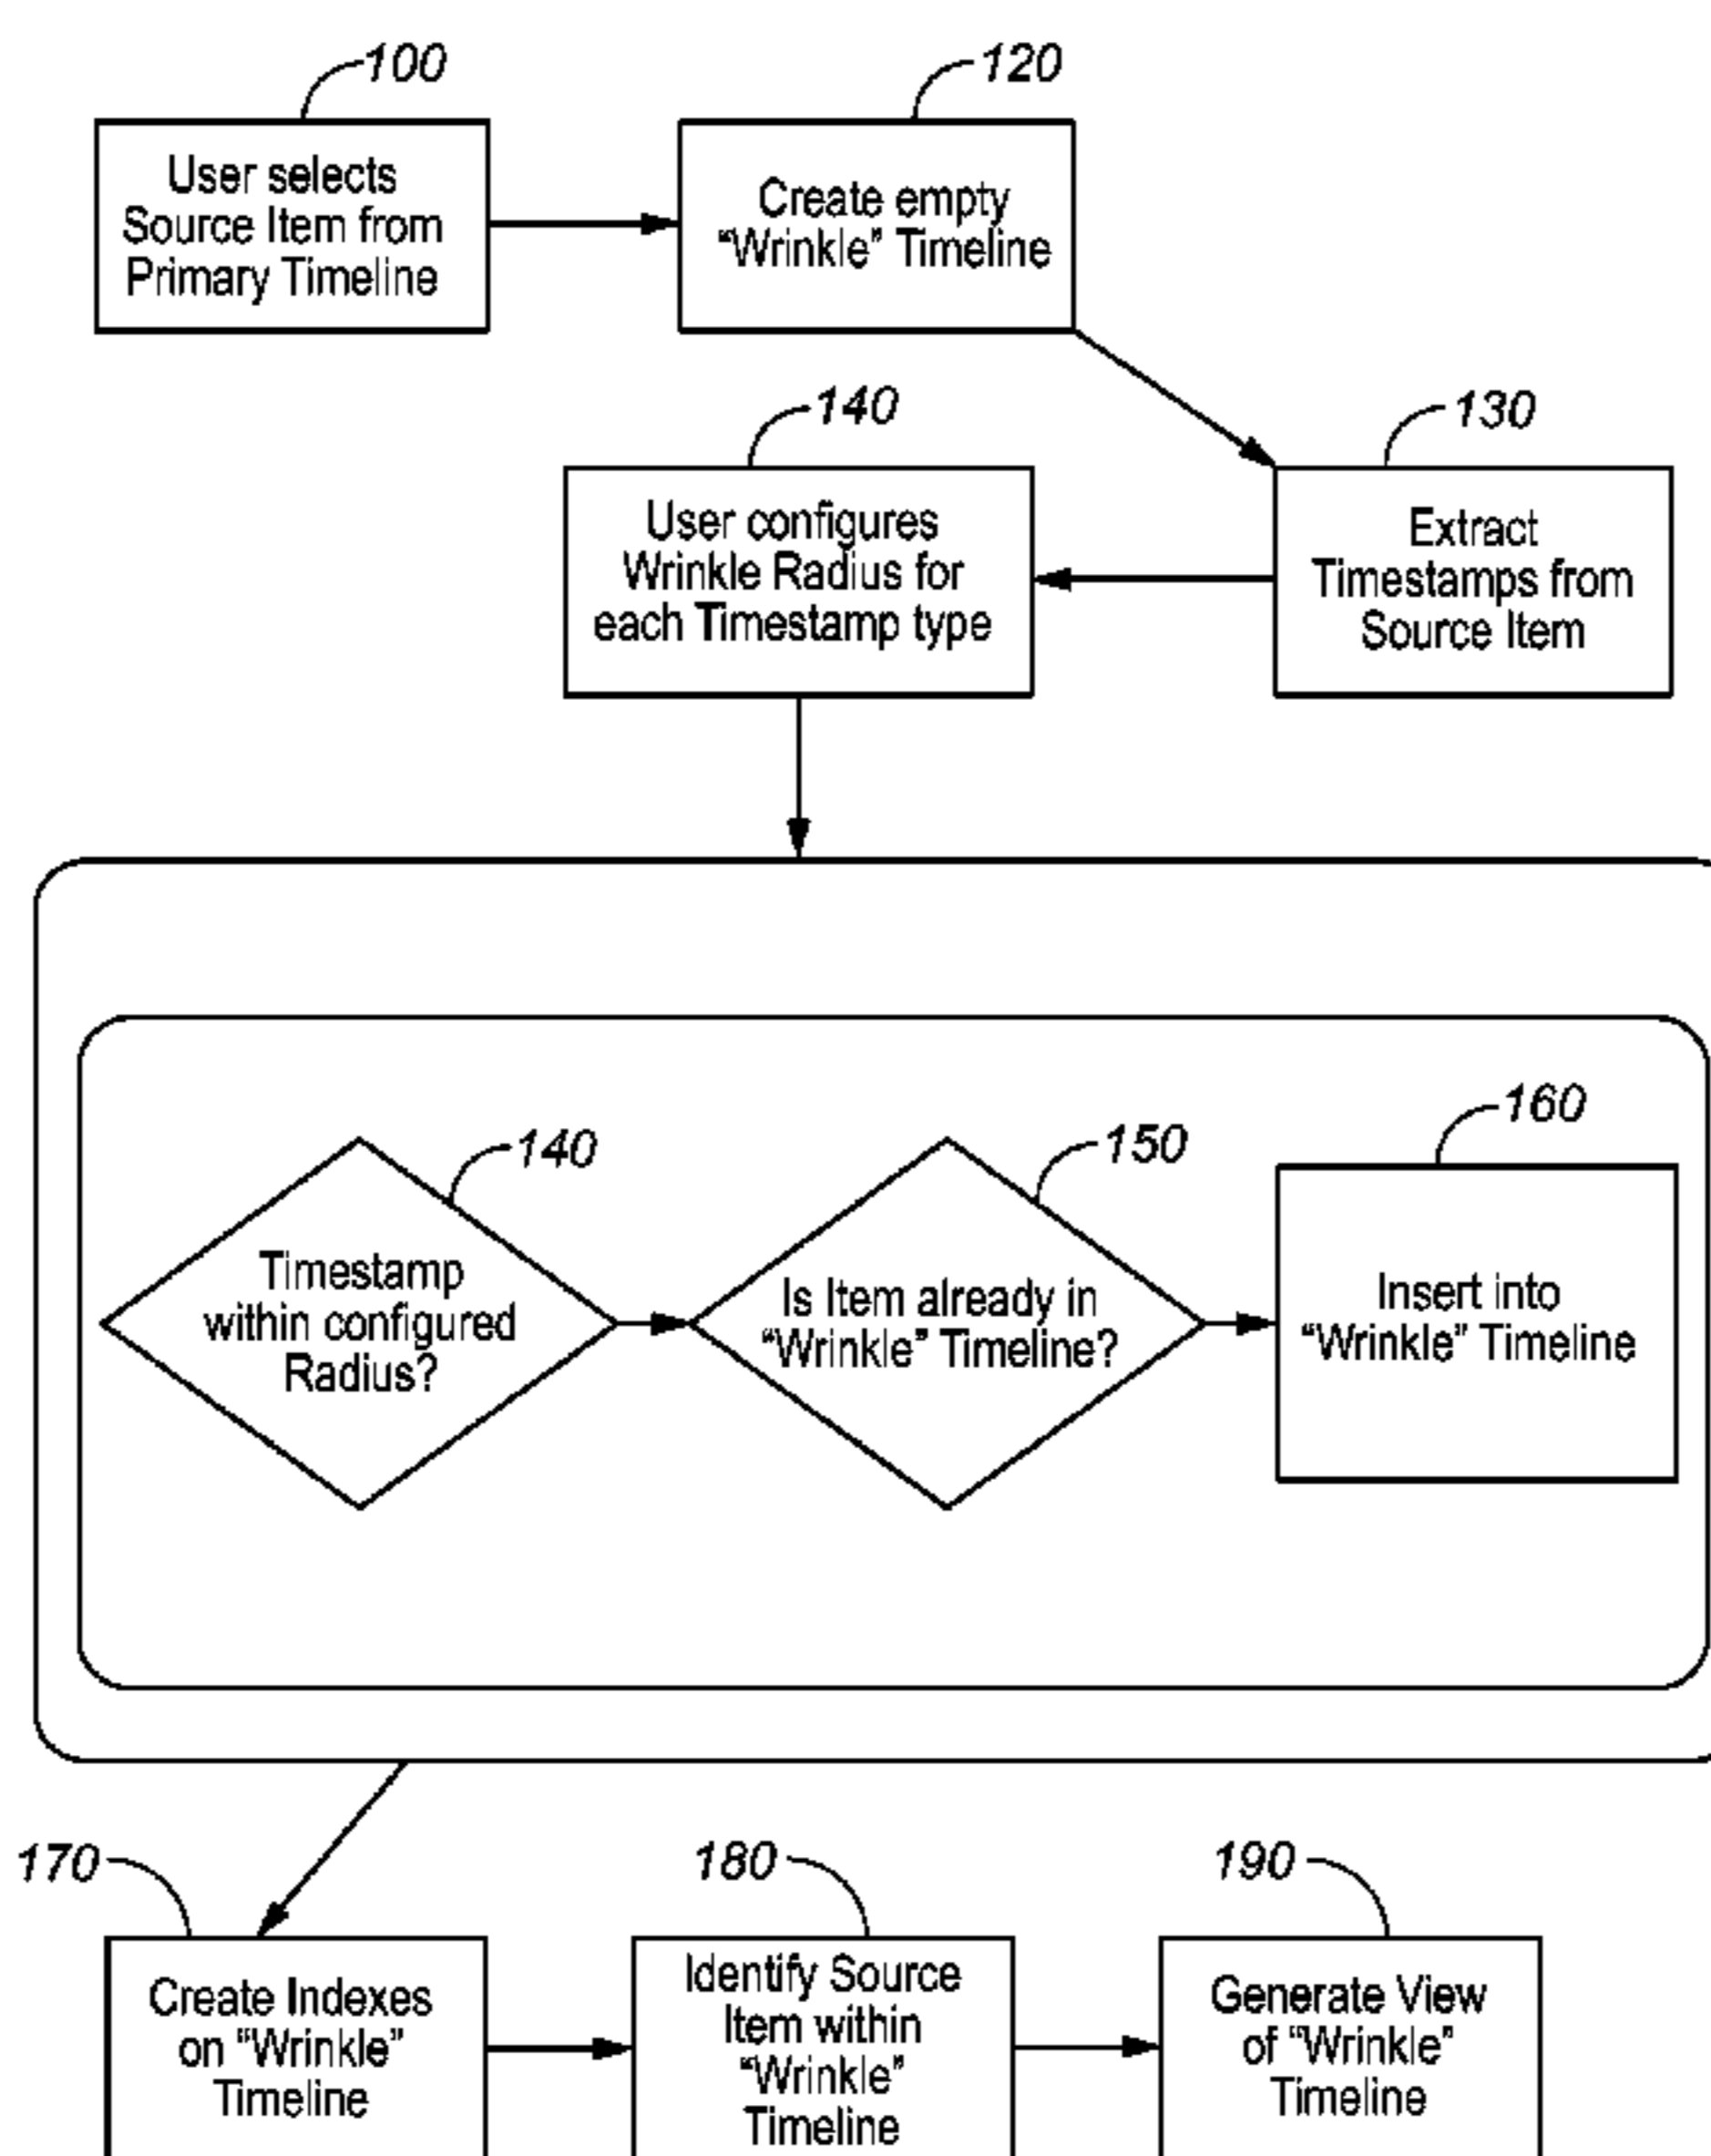 100
User selects
Source Item from
Primary Timeline
120
Create empty
“Wrinkle” Timeline
140
User configures
Wrinkle Radius for
each Timestamp type
130
Extract
Timestamps from
Source Item
140
Timestamp
within configured
Radius?
150
Is Item already in
“Wrinkle” Timeline?
160
Insert into
“Wrinkle” Timeline
170
Create Indexes
on “Wrinkle”
Timeline
180
Identify Source
Item within
“Wrinkle”
Timeline
190
Generate View
of “Wrinkle”
Timeline